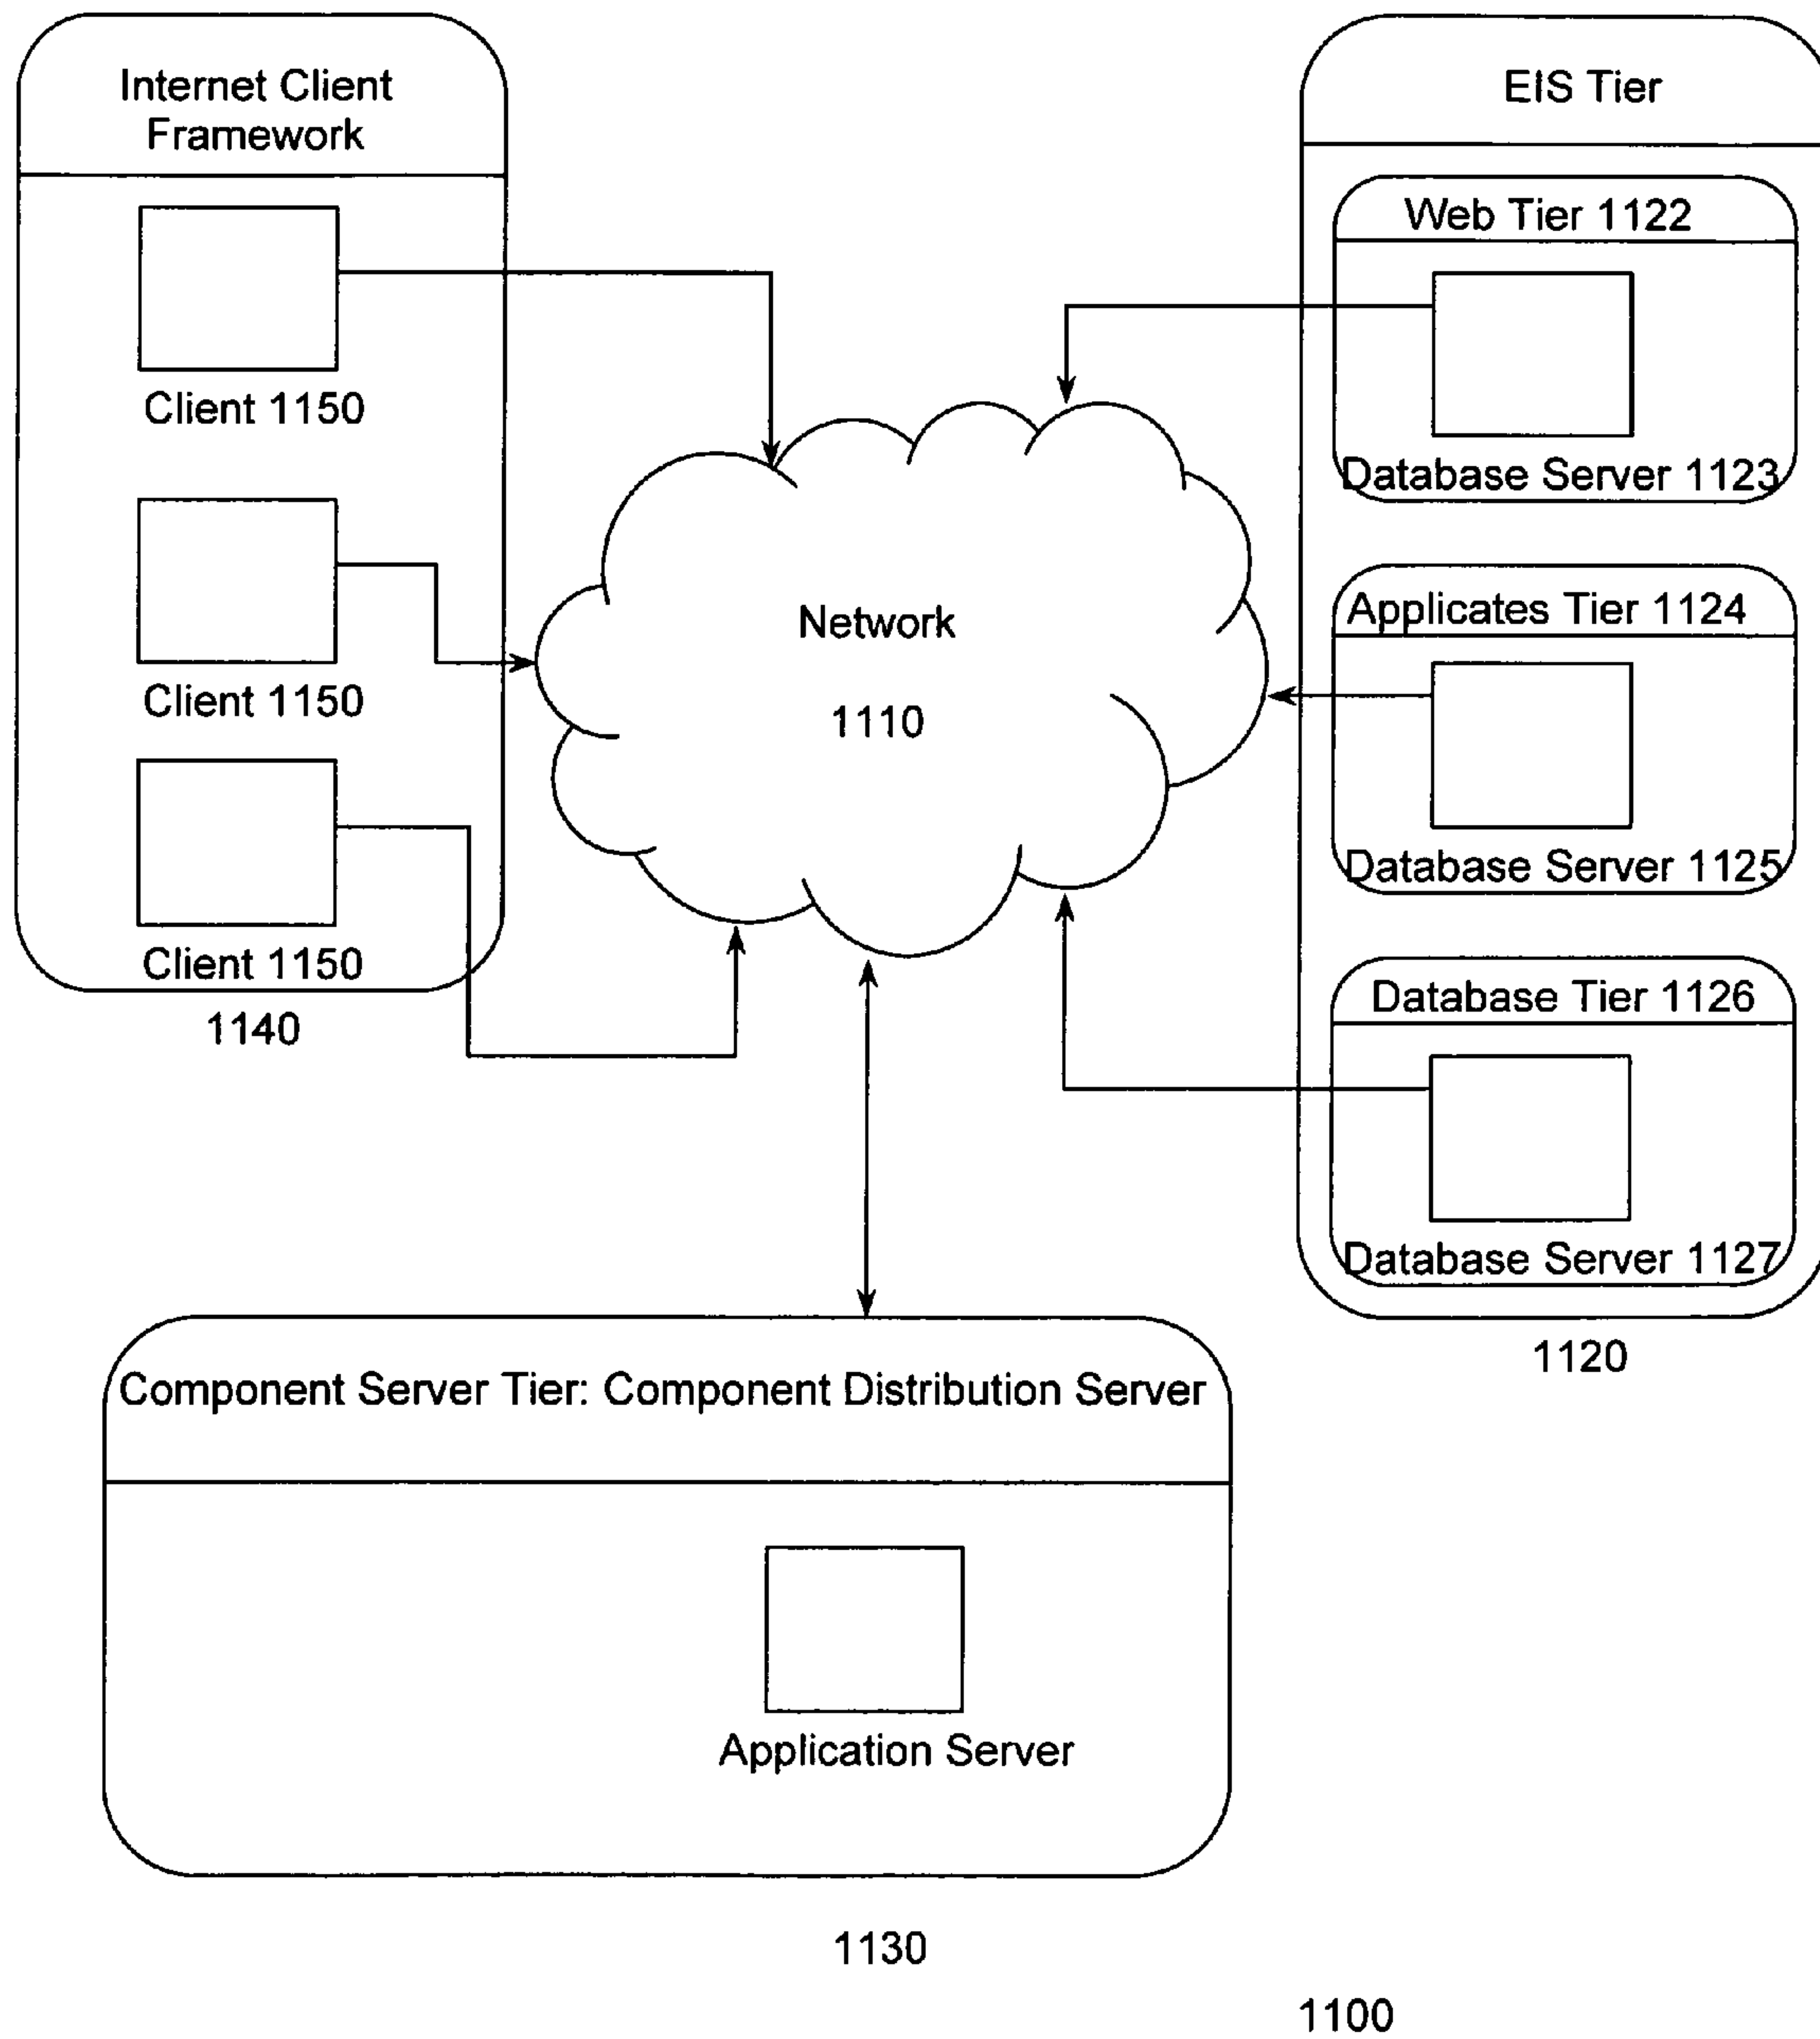 Internet Client
Framework
Client 1150
Client 1150
Client 1150
1140
Network
1110
EIS Tier
Web Tier 1122
Database Server 1123
Applicates Tier 1124
Database Server 1125
Database Tier 1126
Database Server 1127
1120
Component Server Tier: Component Distribution Server
Application Server
1130
1100